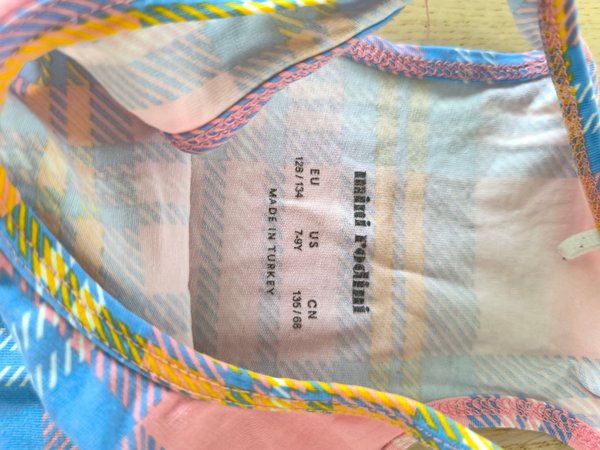 mini rodini
EU US CN
128 / 134 7-9Y 135 / 68
MADE IN TURKEY